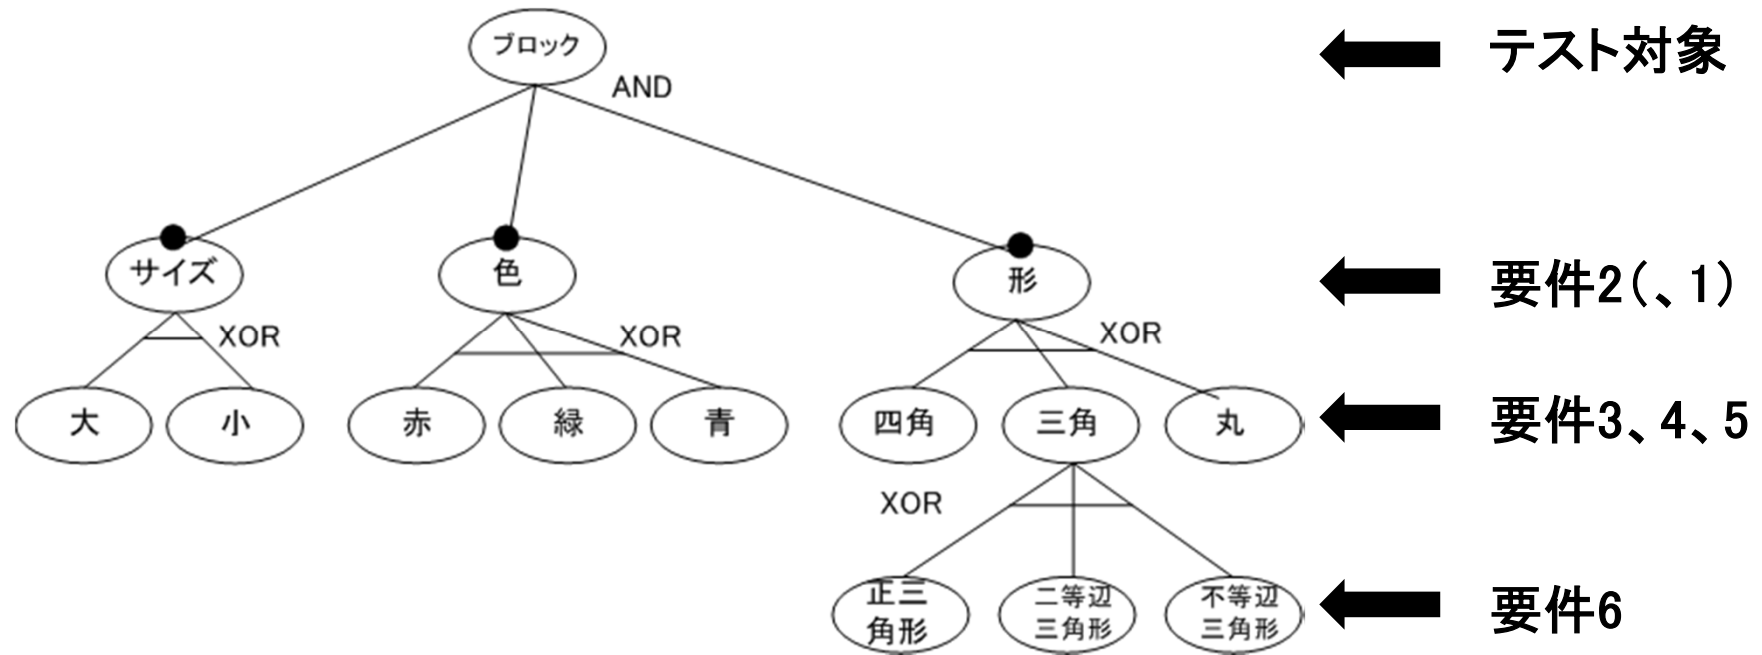 ブロック
AND
テスト対象
サイズ
色
形
要件2(、1)
XOR
XOR
XOR
大
小
赤
緑
青
四角
三角
丸
要件3、4、5
XOR
正三
角形
二等辺
三角形
不等辺
三角形
要件6